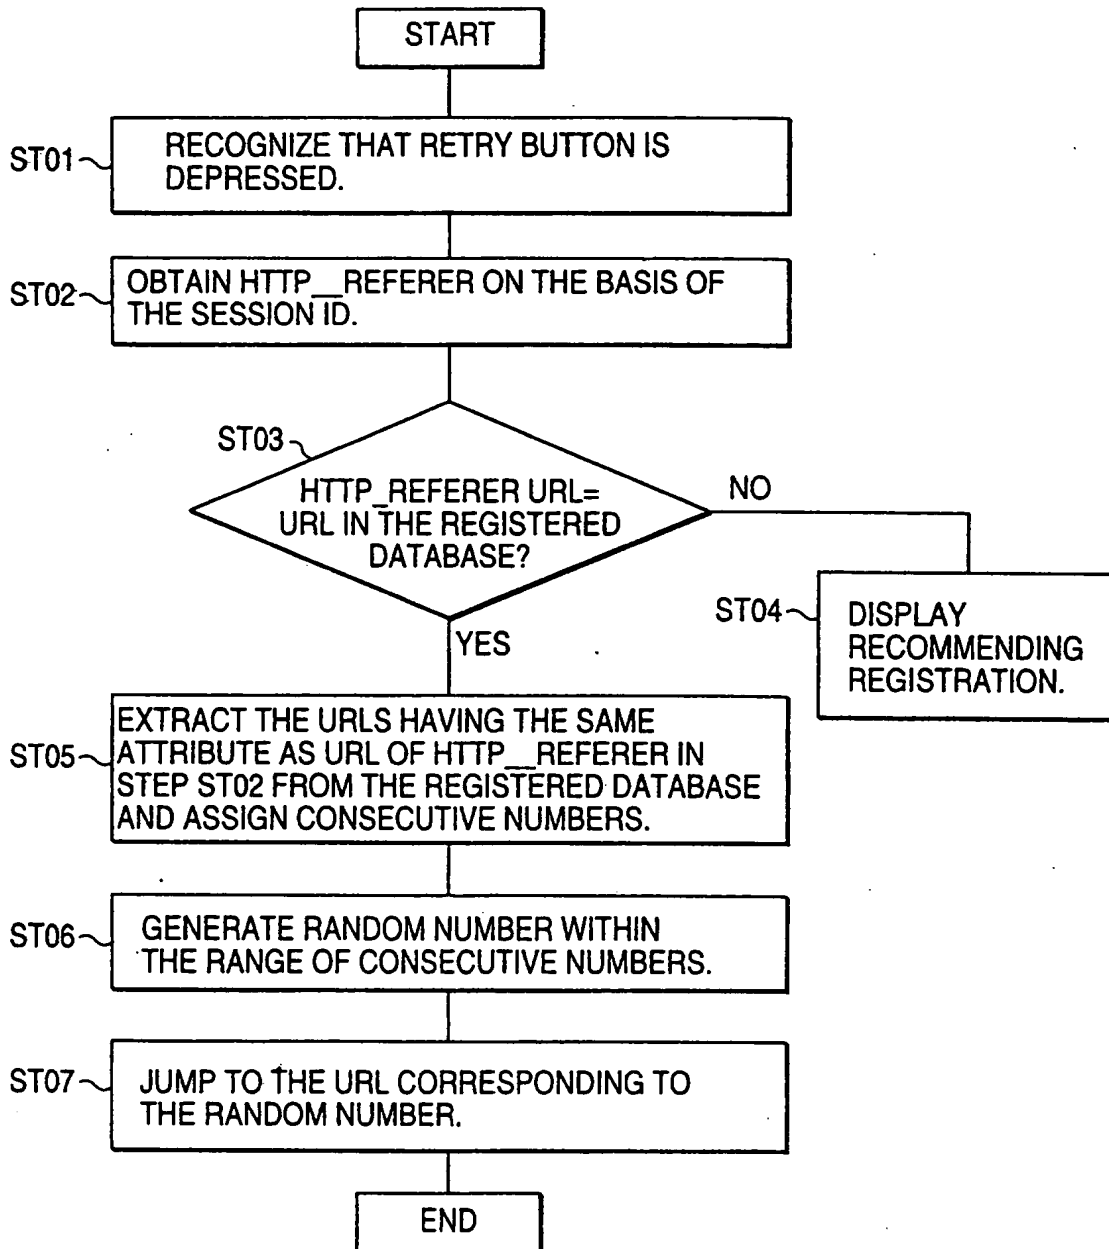 START
ST01
RECOGNIZE THAT RETRY BUTTON IS
DEPRESSED.
ST02
OBTAIN HTTP__REFERER ON THE BASIS OF
THE SESSION ID.
ST03
HTTP_REFERER URL=
URL IN THE REGISTERED
DATABASE?
NO
ST04
DISPLAY
RECOMMENDING
REGISTRATION.
YES
ST05
EXTRACT THE URLS HAVING THE SAME
ATTRIBUTE AS URL OF HTTP__REFERER IN
STEP ST02 FROM THE REGISTERED DATABASE
AND ASSIGN CONSECUTIVE NUMBERS.
ST06
GENERATE RANDOM NUMBER WITHIN
THE RANGE OF CONSECUTIVE NUMBERS.
ST07
JUMP TO THE URL CORRESPONDING TO
THE RANDOM NUMBER.
END